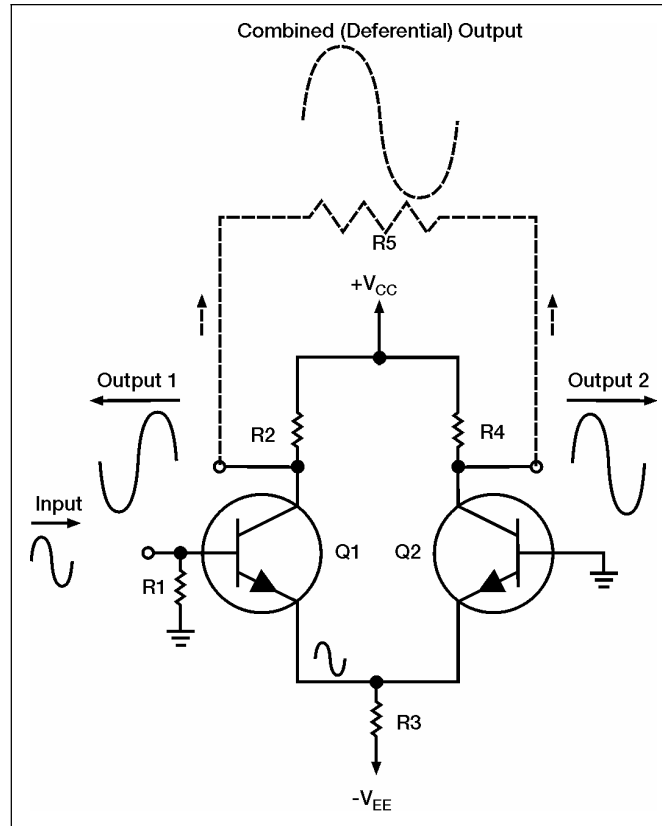 Combined (Deferential) Output
R5
+VCC
Output 1
Output 2
R2
R4
Input
Q1
Q2
R1
R3
-VEE